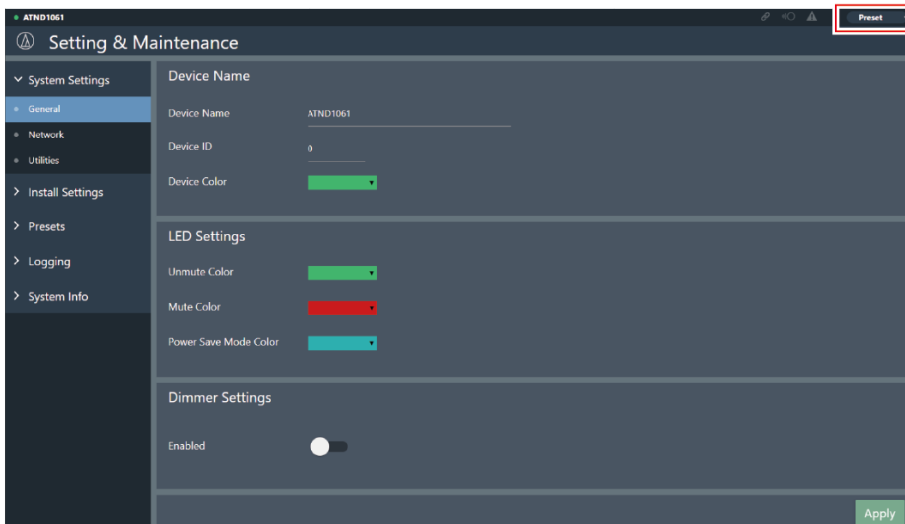 ATND1061
Preset
Setting & Maintenance
System Settings
General
Network
Utilities
Install Settings
Presets
Logging
System Info
Device Name
Device Name
ATND1061
Device ID
0
Device Color
LED Settings
Unmute Color
Mute Color
Power Save Mode Color
Dimmer Settings
Enabled
Apply